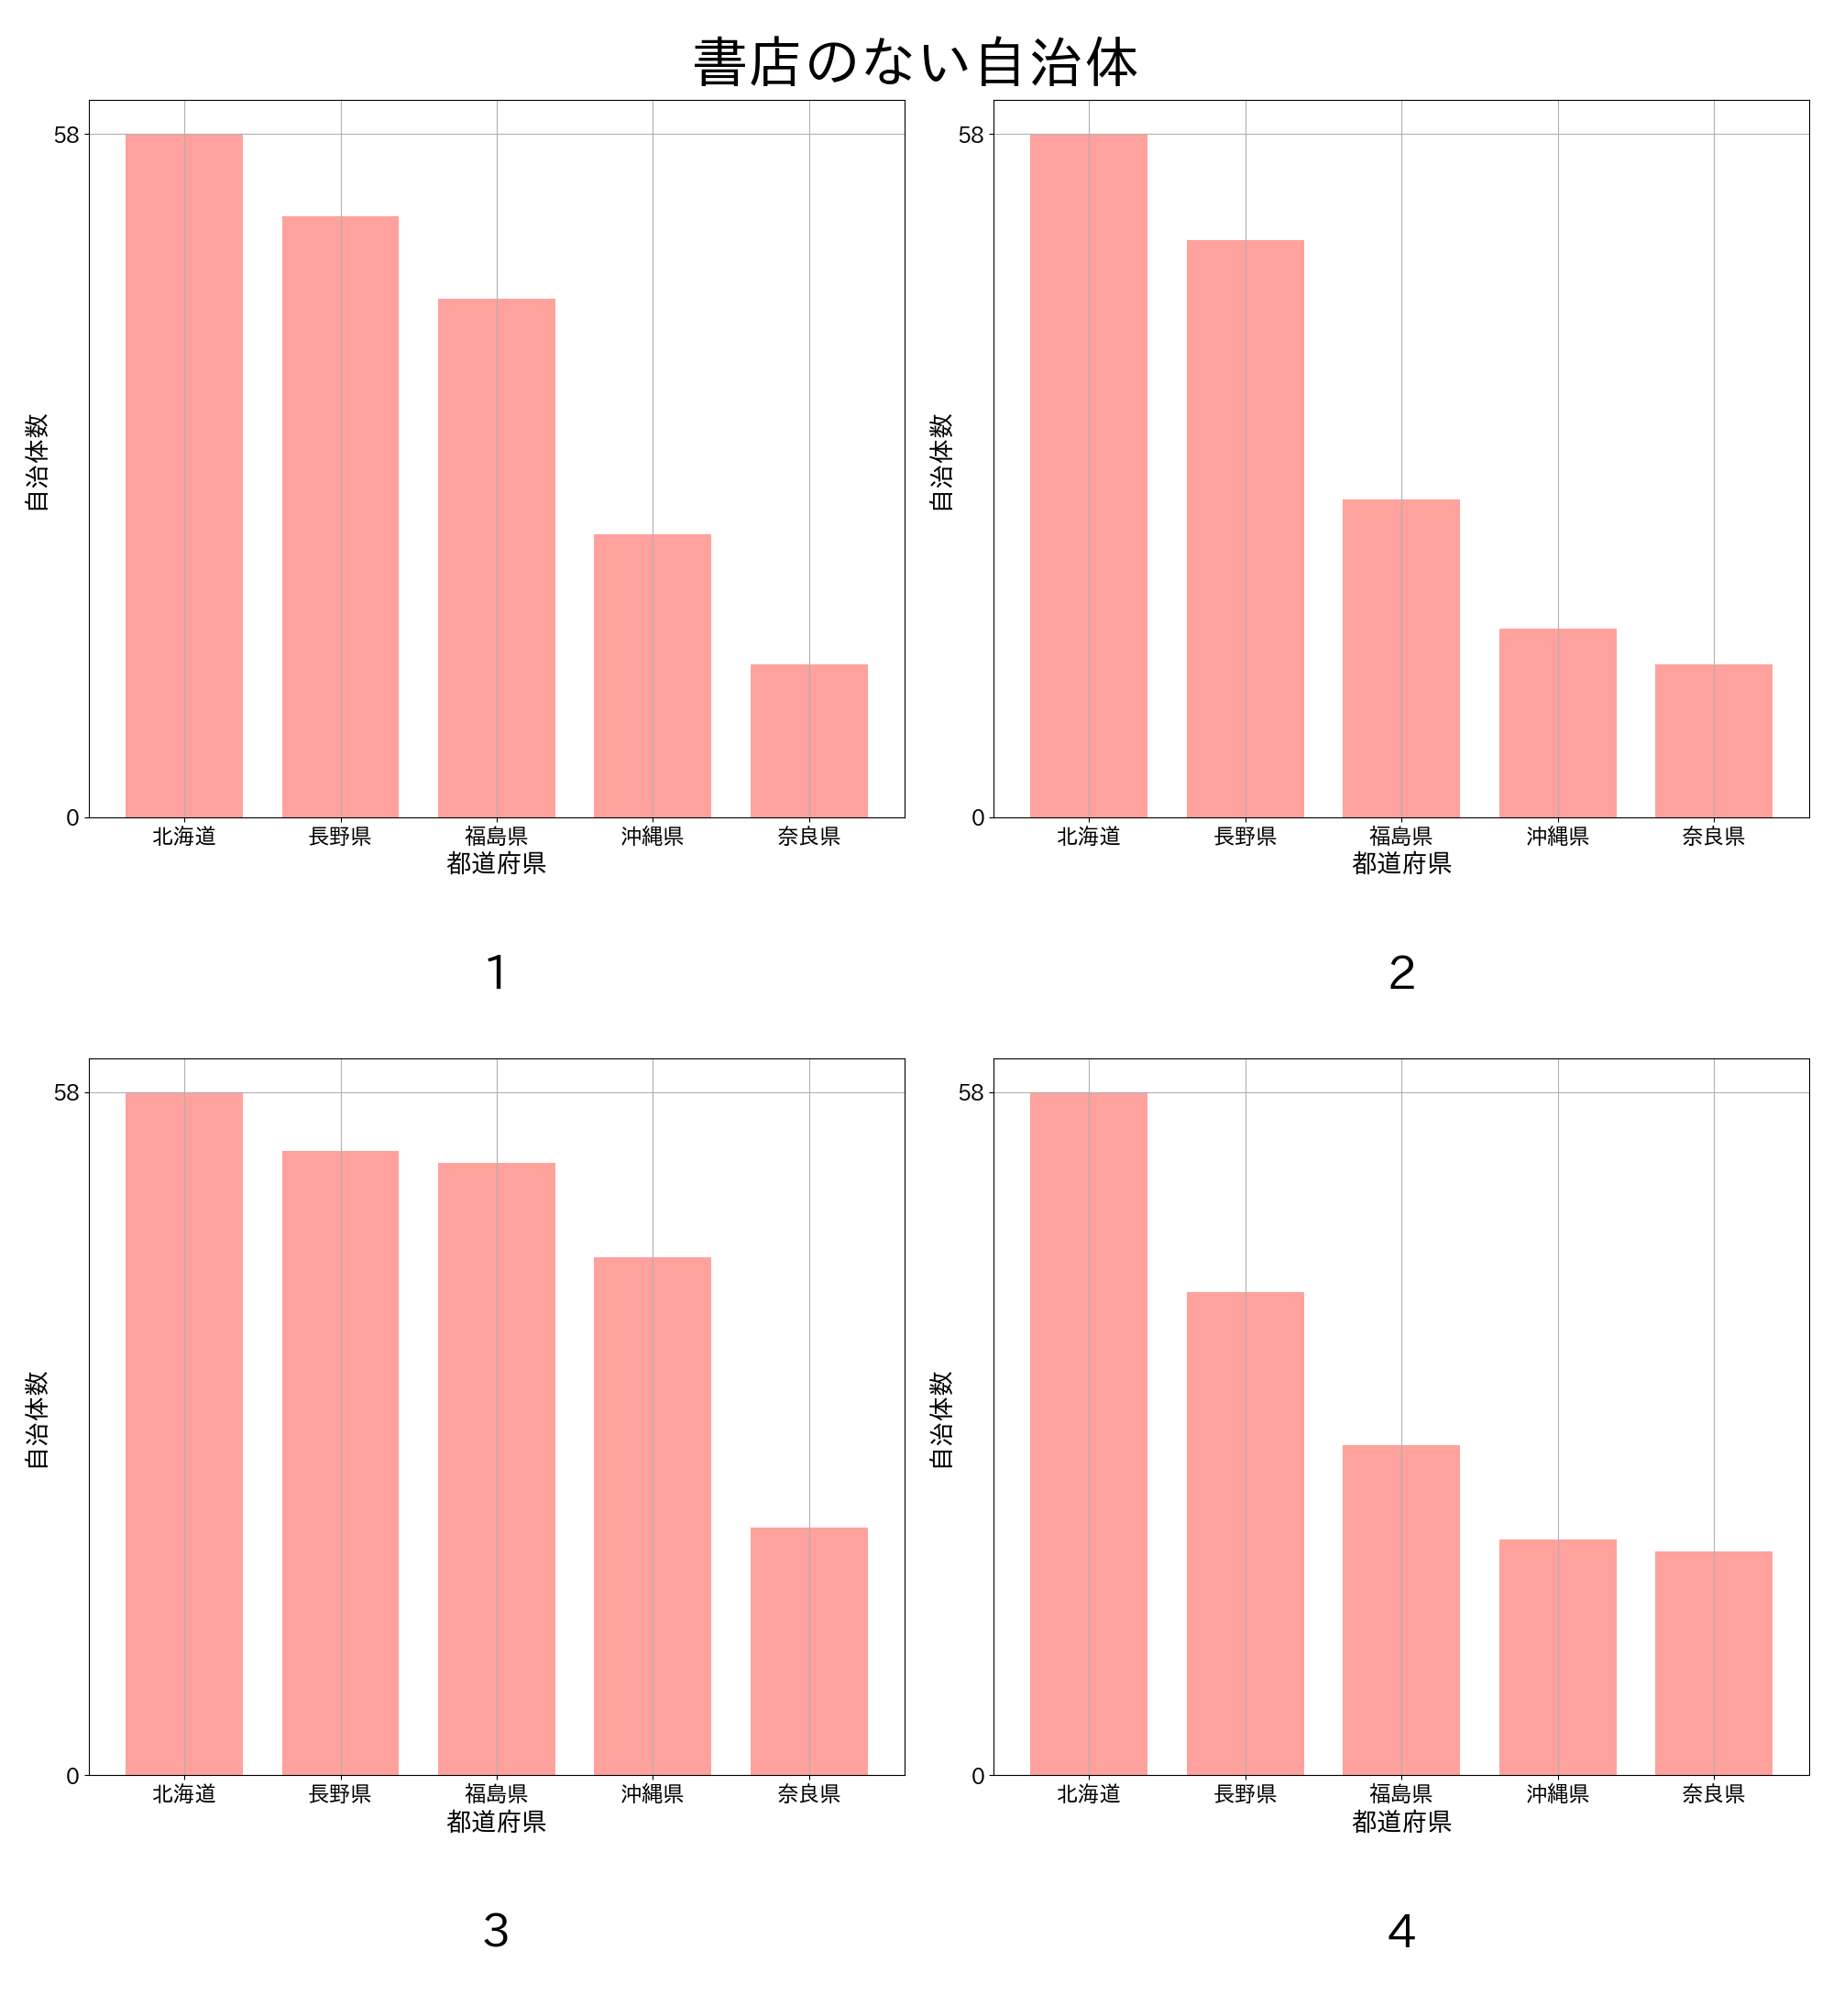 書店のない自治体
58
0
自治体数
北海道 長野県 福島県 沖縄県 奈良県
都道府県
1
58
0
自治体数
北海道 長野県 福島県 沖縄県 奈良県
都道府県
2
58
0
自治体数
北海道 長野県 福島県 沖縄県 奈良県
都道府県
3
58
0
自治体数
北海道 長野県 福島県 沖縄県 奈良県
都道府県
4